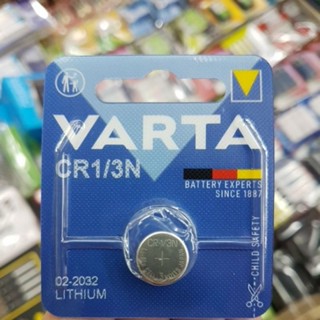 VARTA
CR1/3N
BATTERY EXPERTS
SINCE 1887
CR1/3N
+
02-2032
LITHIUM
CHILD SAFETY